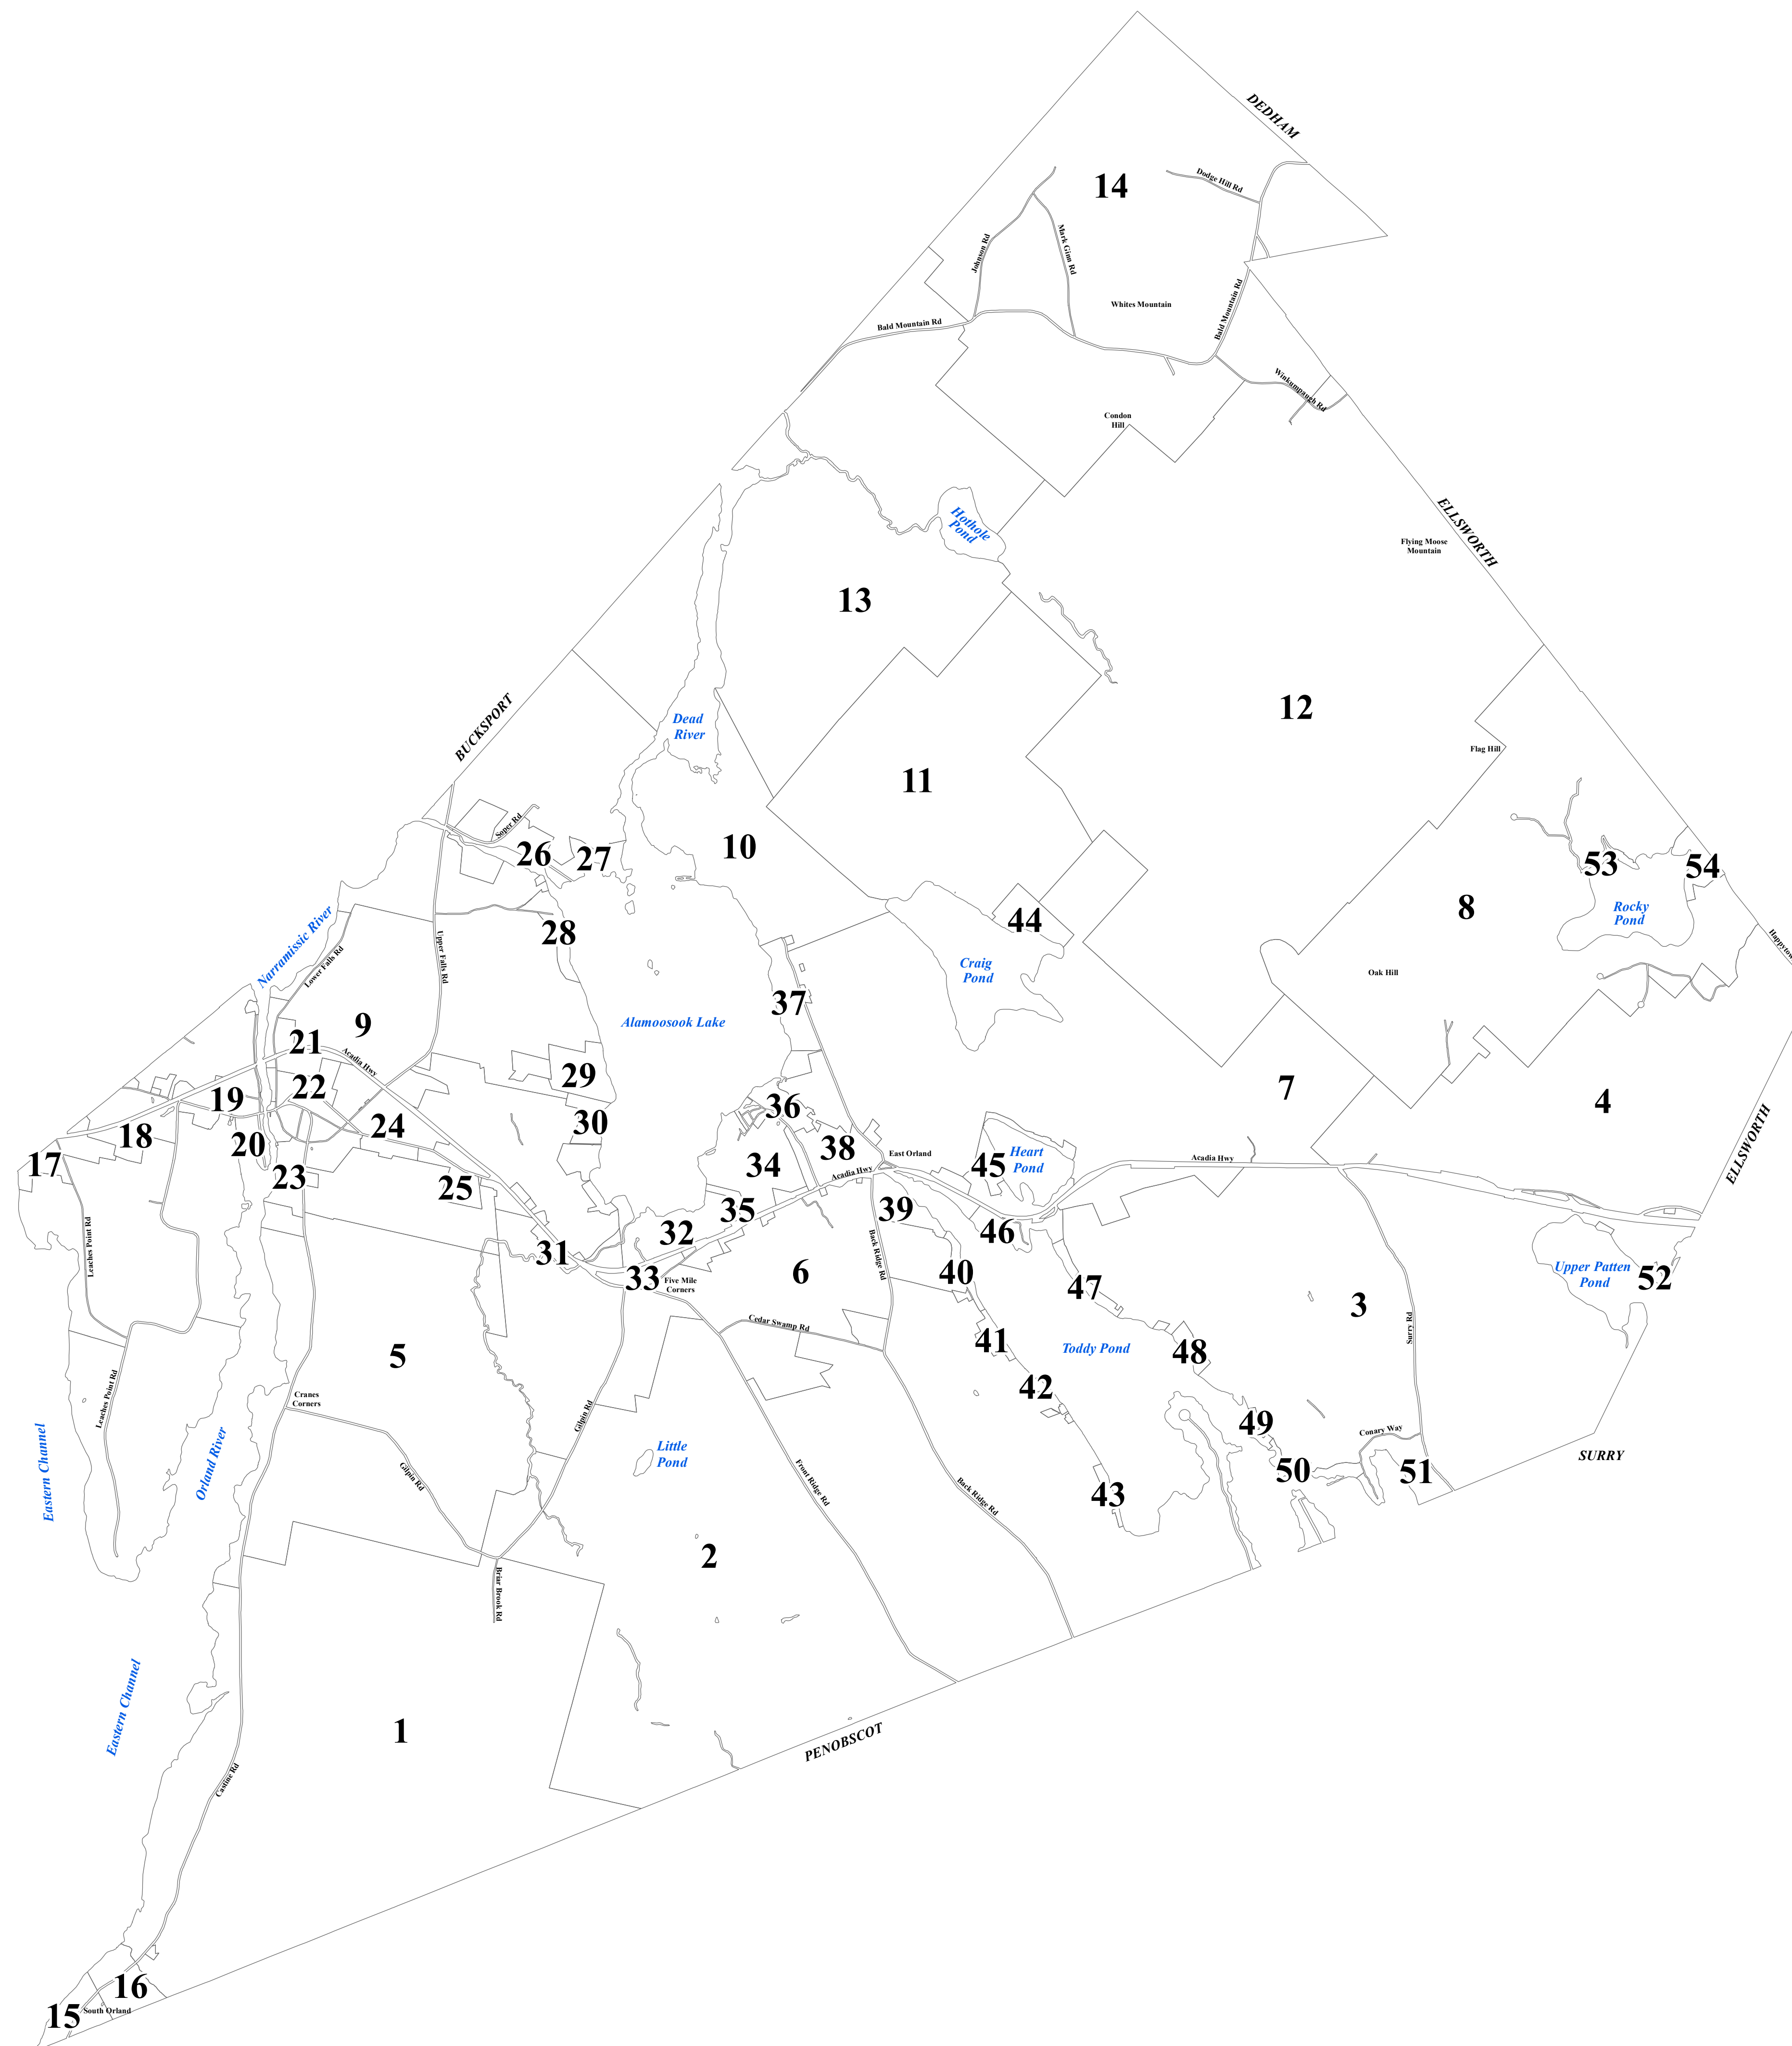 DEDHAM
14
Dodge Hill Rd
Johnson Rd
Mark Ginn Rd
Whites Mountain
Bald Mountain Rd
Bald Mountain Rd
Winkumpaugh Rd
Condon
Hill
Hothole
Pond
ELLSWORTH
Flying Moose
Mountain
13
12
BUCKSPORT
Dead
River
Flag Hill
11
10
Soper Rd
26
27
53
54
8
Rocky
Pond
Narramissic River
28
44
Happytow
Upper Falls Rd
Lower Falls Rd
Craig
Pond
Oak Hill
37
Alamoosook Lake
9
21
Acadia Hwy
29
22
7
19
36
4
30
24
18
20
38
East Orland
Heart
Pond
Acadia Hwy
17
34
45
Acadia Hwy
23
25
ELLSWORTH
35
39
32
46
Leaches Point Rd
31
Back Ridge Rd
6
40
33
Five Mile
Corners
47
Upper Patten
Pond
52
3
Cedar Swamp Rd
41
Toddy Pond
48
Surry Rd
5
42
Leaches Point Rd
Cranes
Corners
Gilpin Rd
49
Conary Way
Eastern Channel
Orland River
Little
Pond
SURRY
50
51
Gilpin Rd
Front Ridge Rd
Back Ridge Rd
43
2
Briar Brook Rd
Eastern Channel
1
PENOBSCOT
Castine Rd
16
15
South Orland